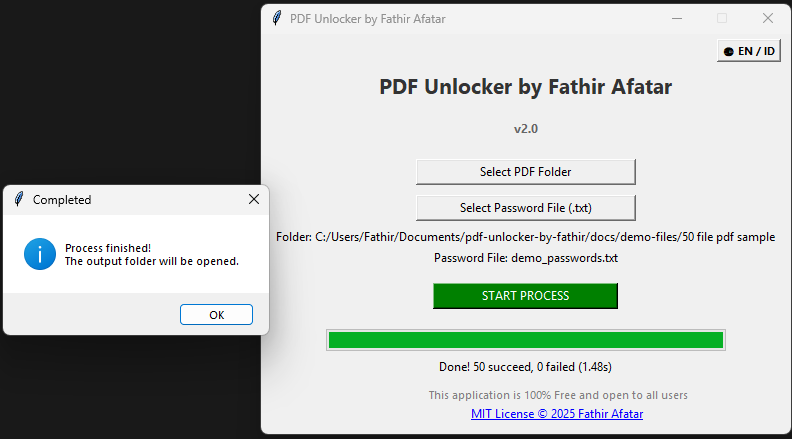 PDF Unlocker by Fathir Afatar
EN / ID
PDF Unlocker by Fathir Afatar
v2.0
Select PDF Folder
Select Password File (.txt)
Folder: C:/Users/Fathir/Documents/pdf-unlocker-by-fathir/docs/demo-files/50 file pdf sample
Password File: demo_passwords.txt
START PROCESS
Done! 50 succeed, 0 failed (1.48s)
This application is 100% Free and open to all users
MIT License © 2025 Fathir Afatar
Completed
Process finished!
The output folder will be opened.
OK